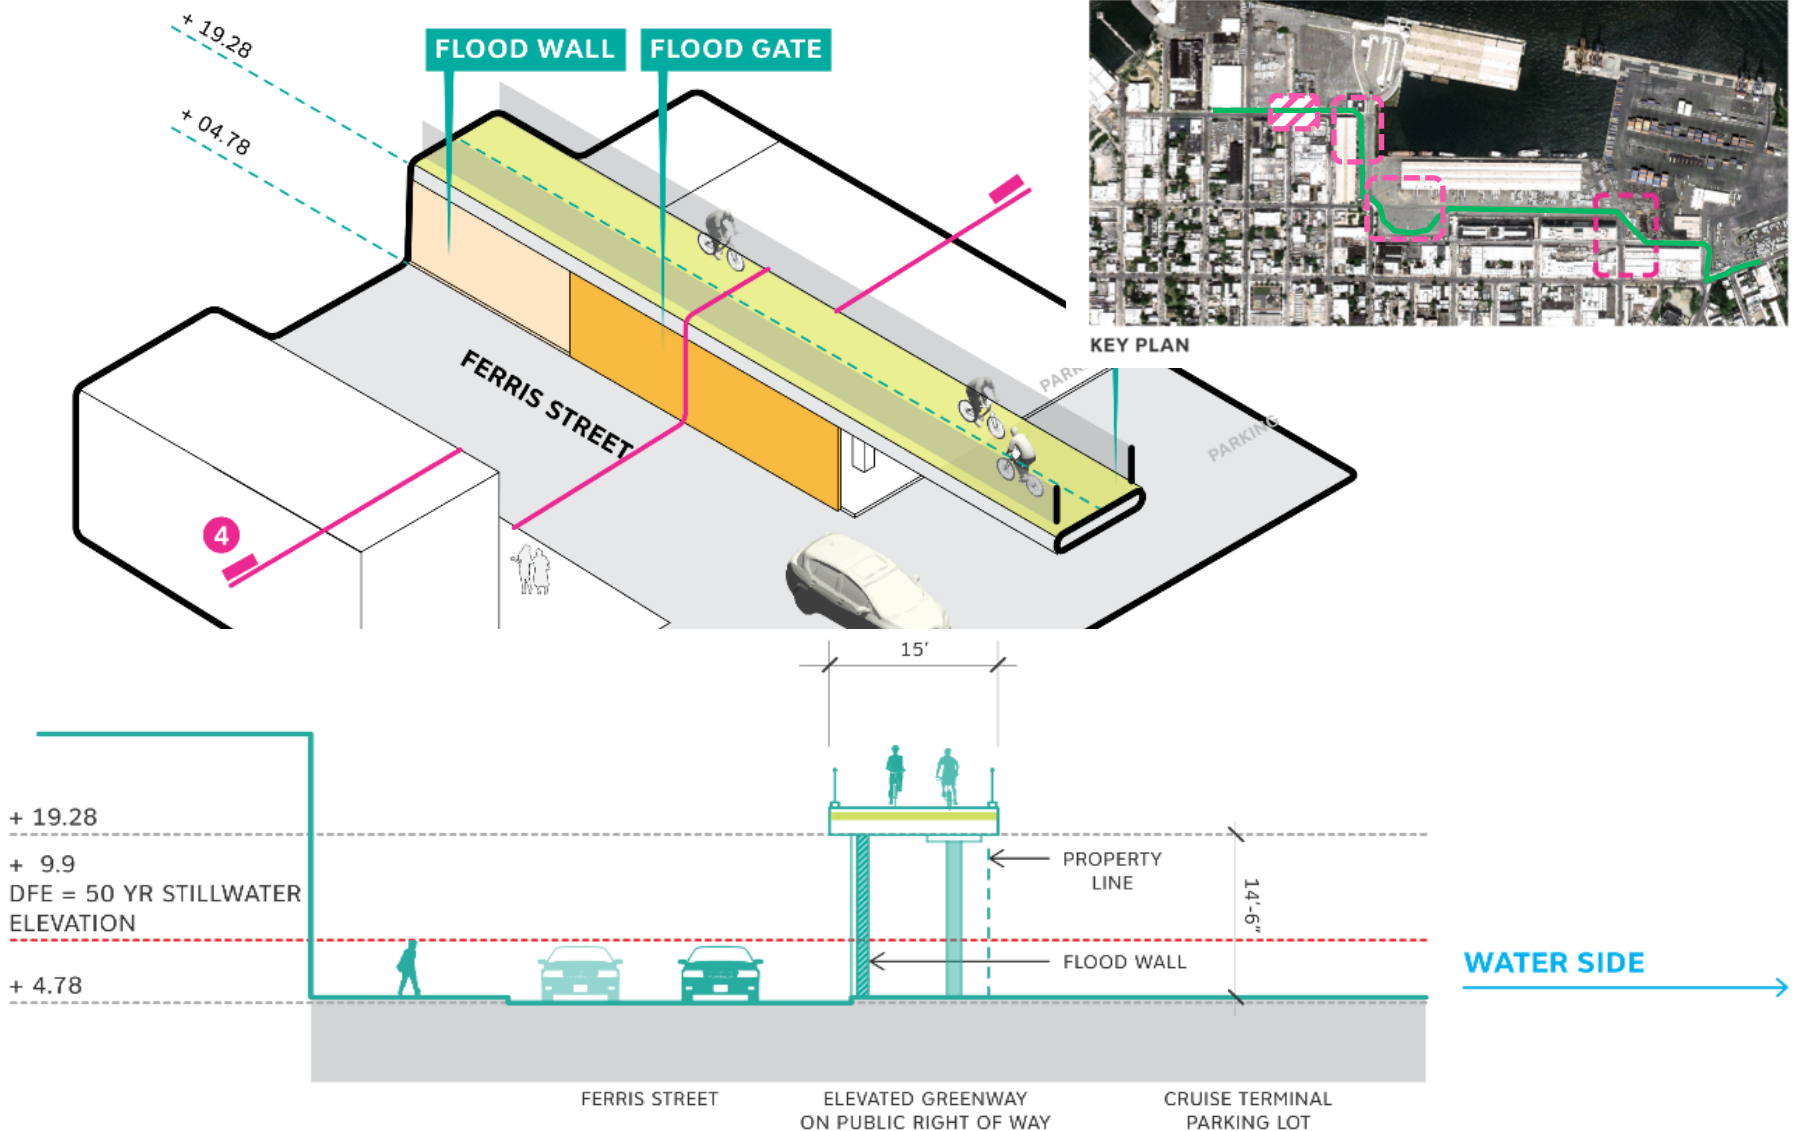 + 19.28
+ 04.78
FLOOD WALL
FLOOD GATE
FERRIS STREET
4
PARKING
KEY PLAN
15'
+ 19.28
+ 9.9
DFE = 50 YR STILLWATER
ELEVATION
+ 4.78
PROPERTY
LINE
14'-6"
FLOOD WALL
WATER SIDE
FERRIS STREET
ELEVATED GREENWAY
ON PUBLIC RIGHT OF WAY
CRUISE TERMINAL
PARKING LOT